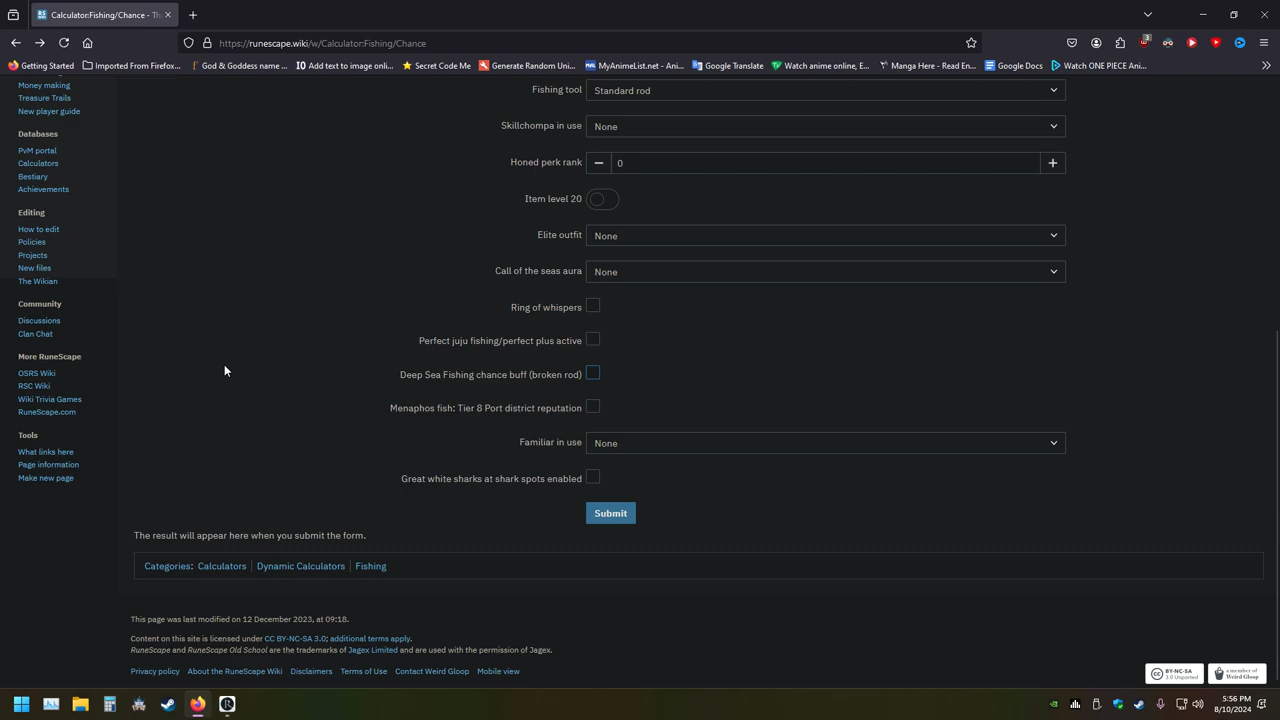 Calculator:Fishing/Chance - The
https://runescape.wiki/w/Calculator:Fishing/Chance
Getting Started
Imported From Firefox...
God & Goddess name ...
Add text to image onli...
Secret Code Me
Generate Random Uni...
MyAnimeList.net - Ani...
Google Translate
Watch anime online, E...
Manga Here - Read En...
Google Docs
Watch ONE PIECE Ani...
Money making
Treasure Trails
New player guide
Databases
PvM portal
Calculators
Bestiary
Achievements
Editing
How to edit
Policies
Projects
New files
The Wikian
Community
Discussions
Clan Chat
More RuneScape
OSRS Wiki
RSC Wiki
Wiki Trivia Games
RuneScape.com
Tools
What links here
Page information
Make new page
Fishing tool Standard rod
Skillchompa in use None
Honed perk rank 0
Item level 20
Elite outfit None
Call of the seas aura None
Ring of whispers
Perfect juju fishing/perfect plus active
Deep Sea Fishing chance buff (broken rod)
Menaphos fish: Tier 8 Port district reputation
Familiar in use None
Great white sharks at shark spots enabled
Submit
The result will appear here when you submit the form.
Categories: Calculators | Dynamic Calculators | Fishing
This page was last modified on 12 December 2023, at 09:18.
Content on this site is licensed under CC BY-NC-SA 3.0; additional terms apply.
RuneScape and RuneScape Old School are the trademarks of Jagex Limited and are used with the permission of Jagex.
Privacy policy About the RuneScape Wiki Disclaimers Terms of Use Contact Weird Gloop Mobile view
BY-NC-SA
3.0 Unported
a member of
Weird Gloop
5:56 PM
8/10/2024